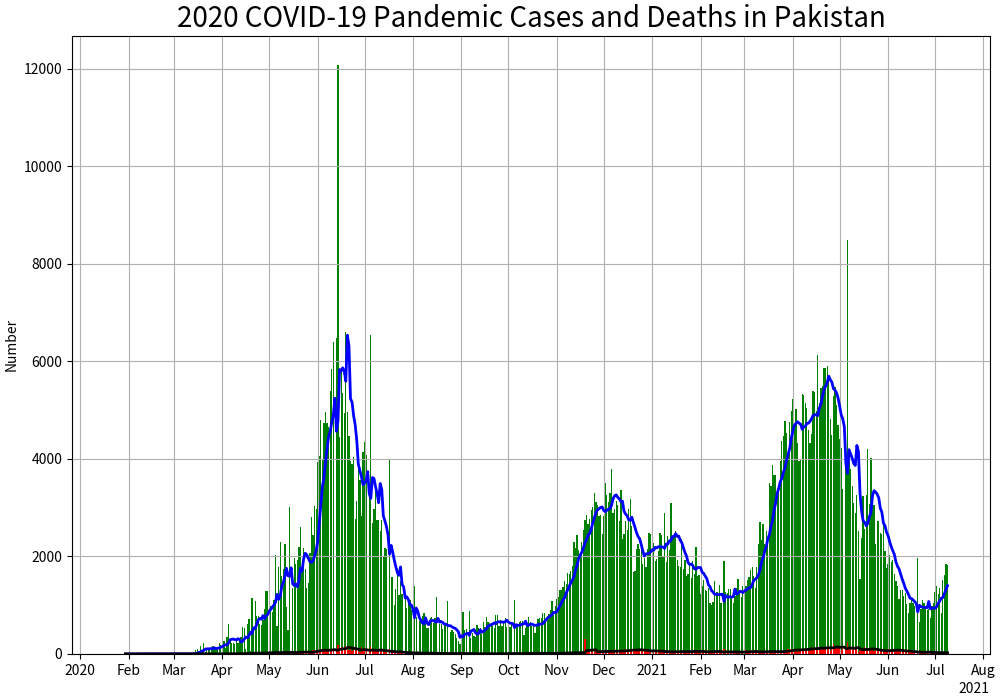 2020 COVID-19 Pandemic Cases and Deaths in Pakistan
Number
12000
10000
8000
6000
4000
2000
0
2020 Feb Mar Apr May Jun Jul Aug Sep Oct Nov Dec 2021 Feb Mar Apr May Jun Jul Aug
2021